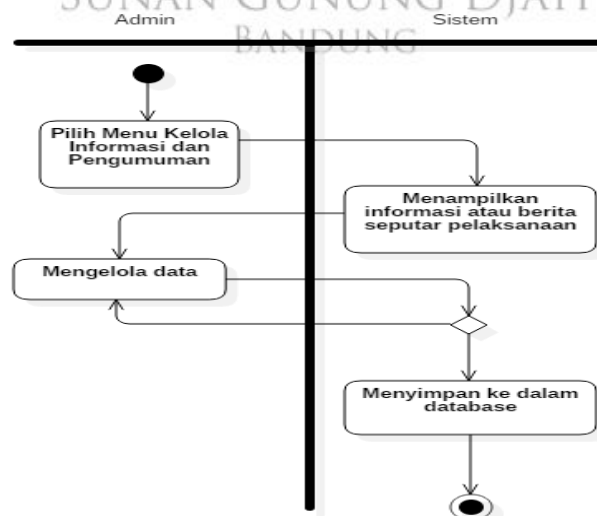 SUNAN GUNUNG DJATI
Admin
Sistem
BANDUNG
Pilih Menu Kelola
Informasi dan
Pengumuman
Menampilkan
informasi atau berita
seputar pelaksanaan
Mengelola data
Menyimpan ke dalam
database